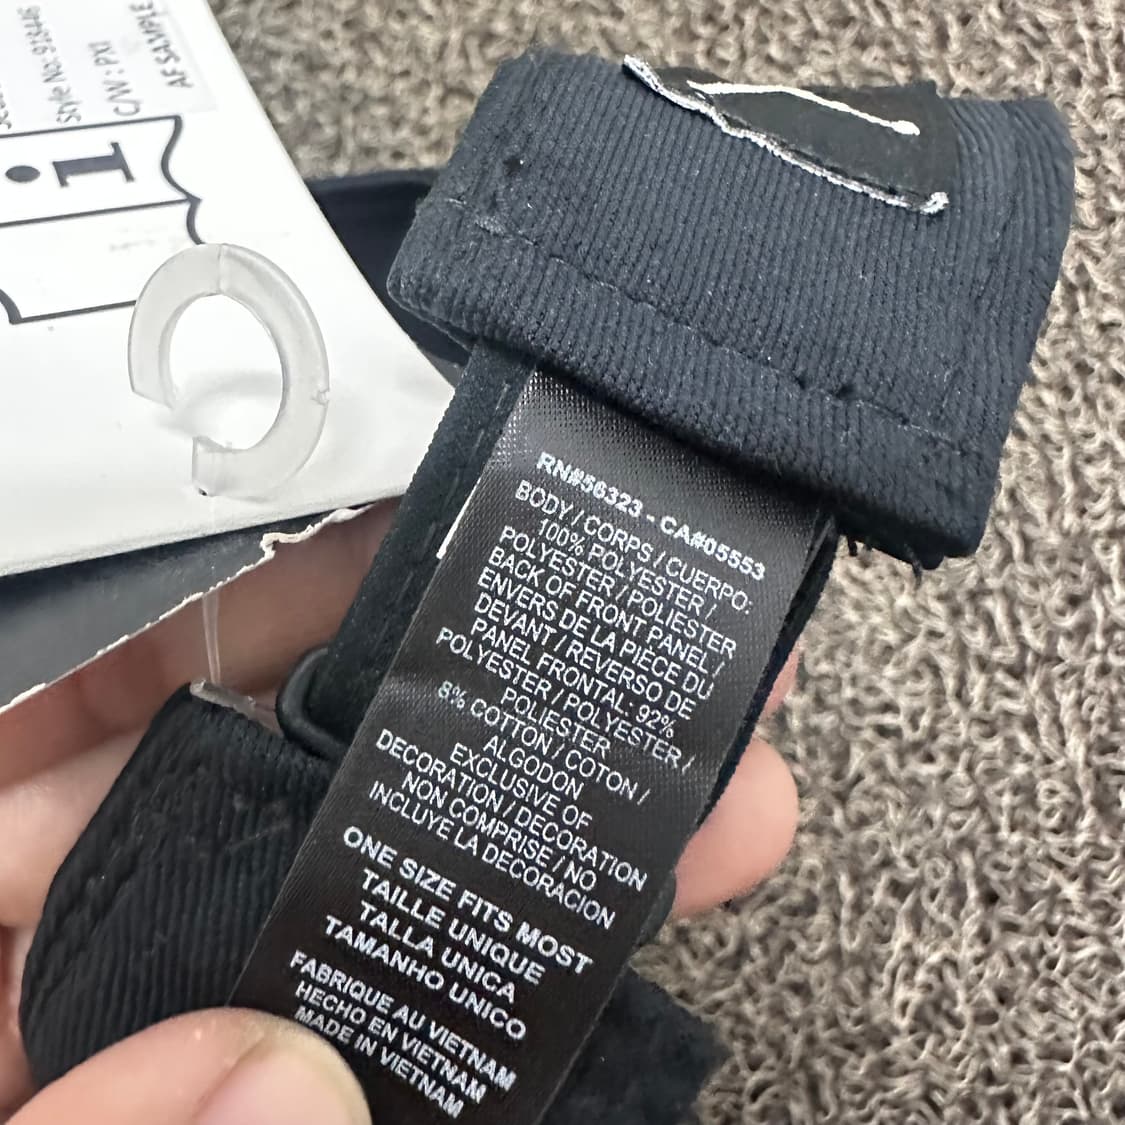 Style No: 938446
C/W : PX1
AF SAMPLE
1
RN#56323 - CA#05553
BODY / CORPS / CUERPO:
100% POLYESTER /
POLYESTER / POLIESTER
BACK OF FRONT PANEL /
ENVERS DE LA PIÈCE DU
DEVANT / REVERSO DE
PANEL FRONTAL: 92%
POLYESTER / POLYESTER /
POLIESTER
8% COTTON / COTON /
ALGODON
EXCLUSIVE OF
DECORATION / DECORATION
NON COMPRISE / NO
INCLUYE LA DECORACION
ONE SIZE FITS MOST
TAILLE UNIQUE
TALLA UNICA
TAMANHO UNICO
FABRIQUE AU VIETNAM
HECHO EN VIETNAM
MADE IN VIETNAM